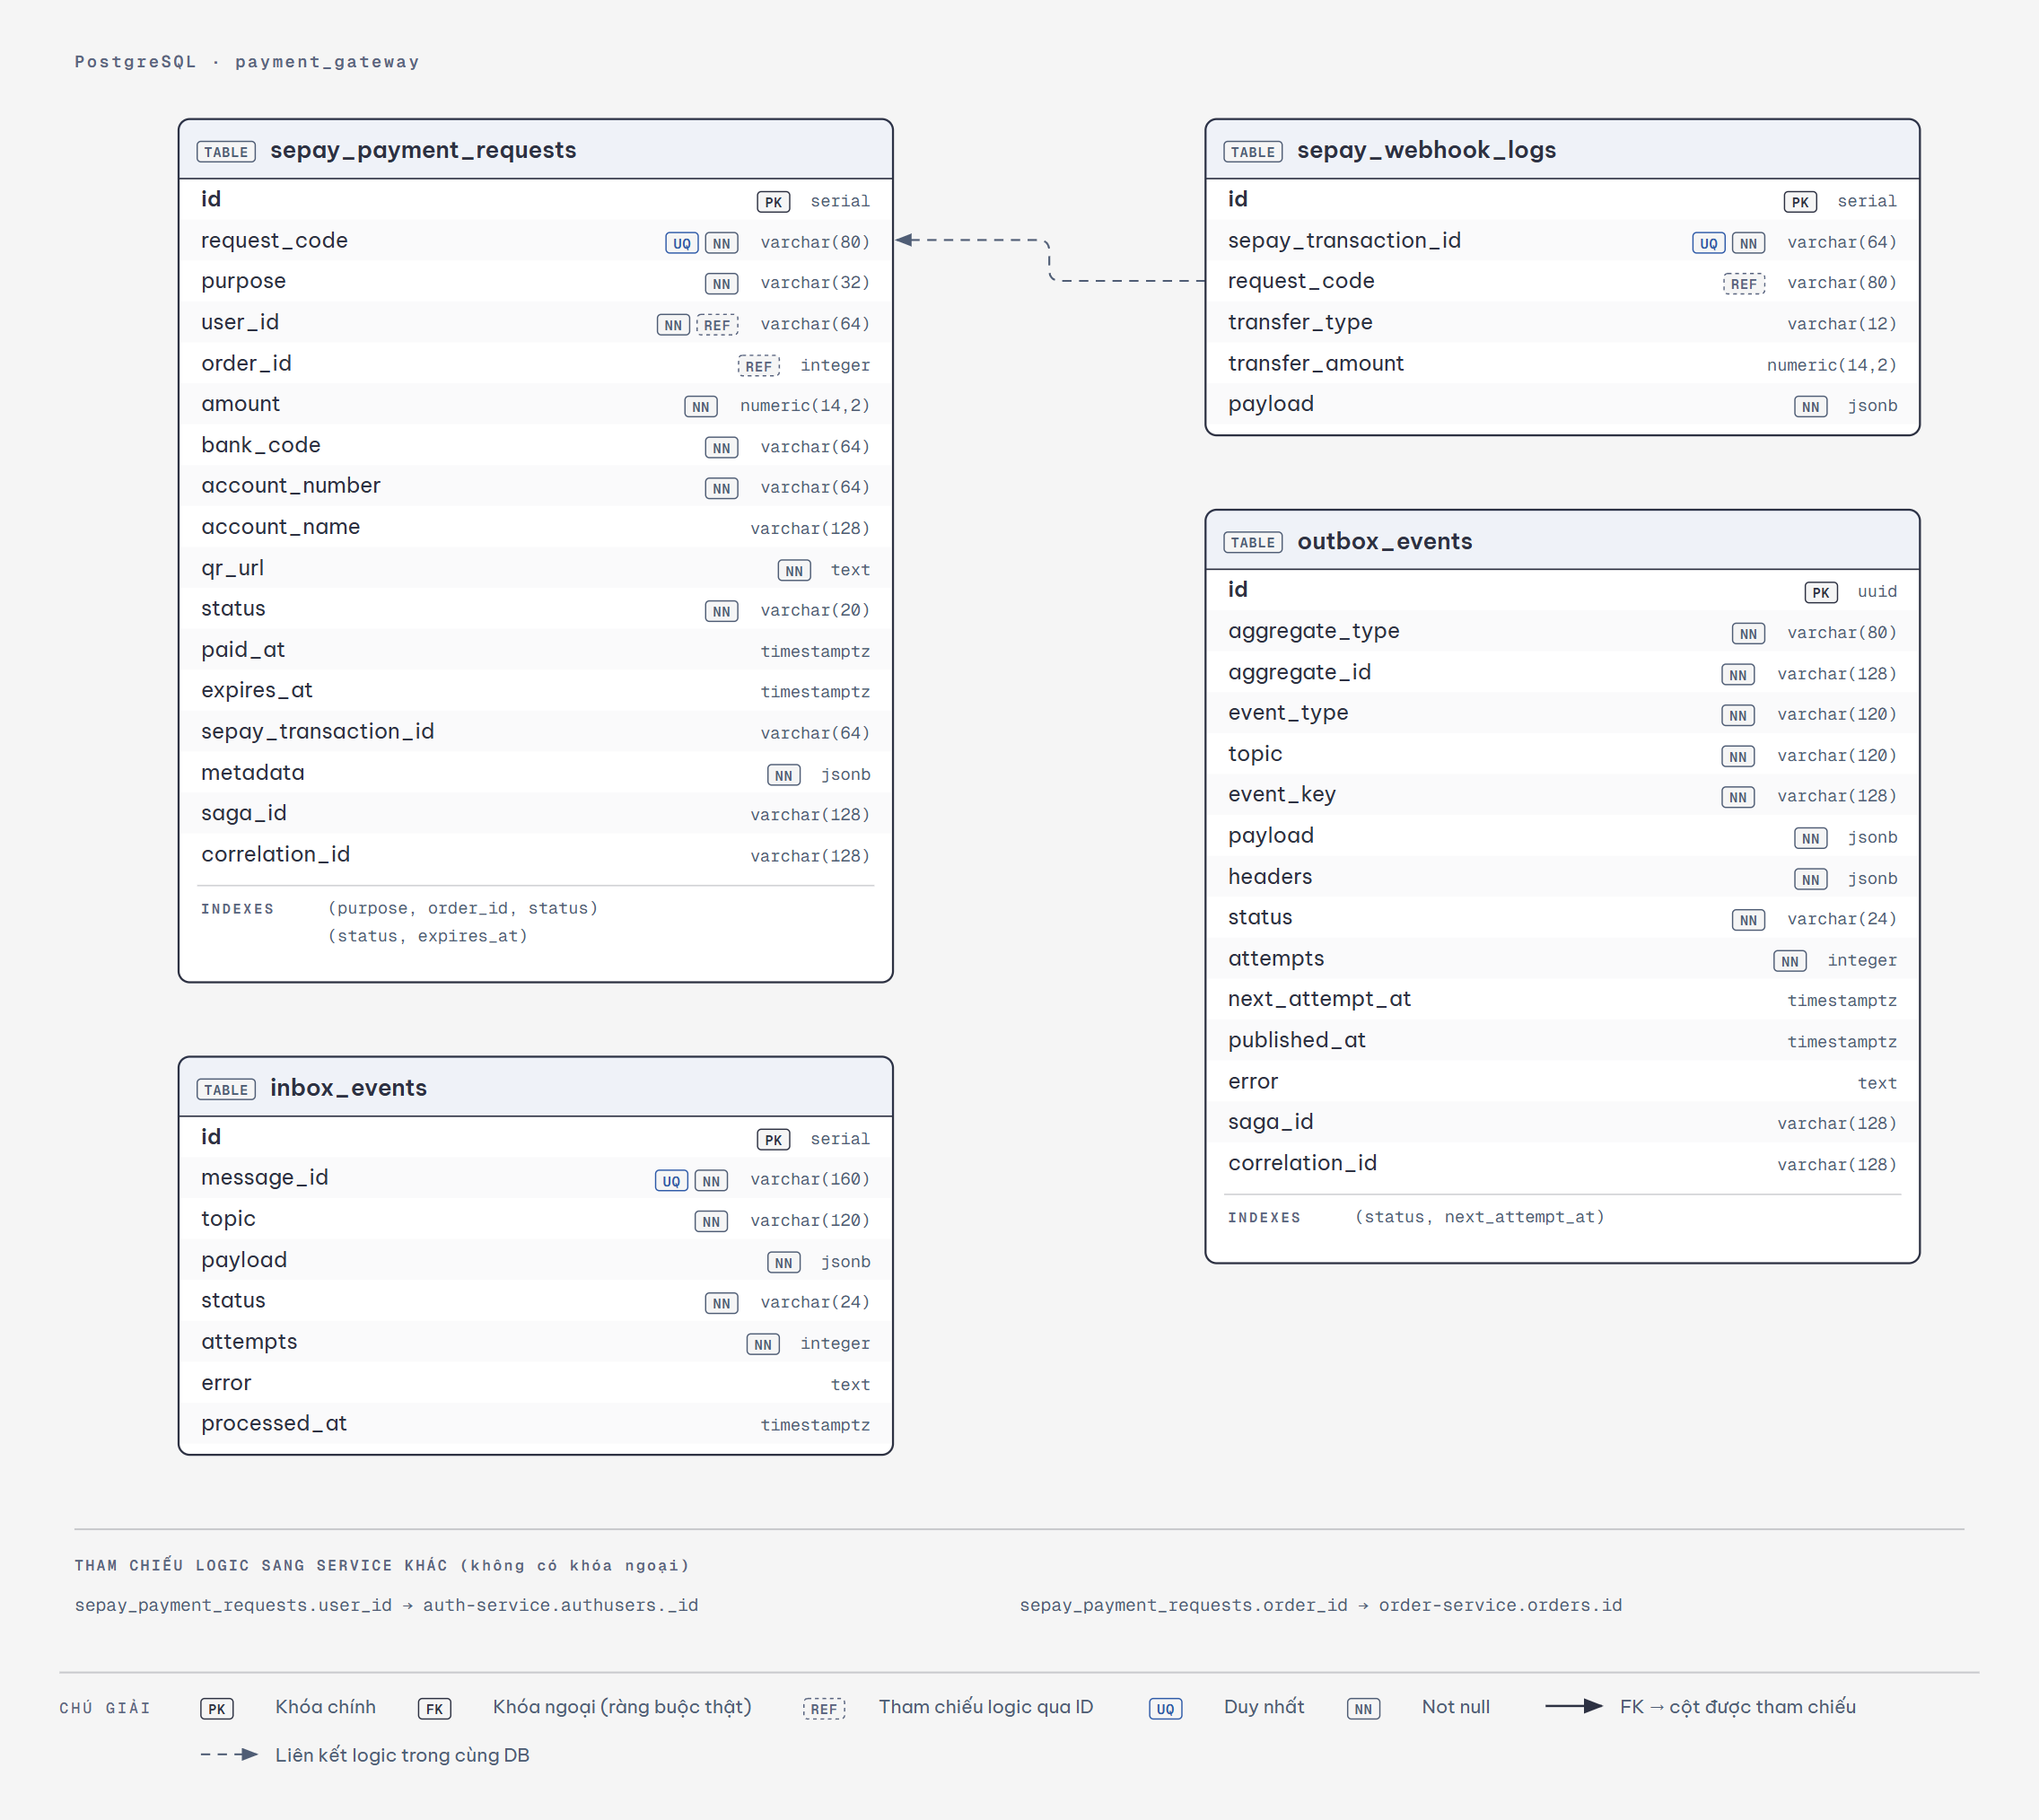 PostgreSQL · payment_gateway
TABLE sepay_payment_requests
id PK serial
request_code UQ NN varchar(80)
purpose NN varchar(32)
user_id NN REF varchar(64)
order_id REF integer
amount NN numeric(14,2)
bank_code NN varchar(64)
account_number NN varchar(64)
account_name varchar(128)
qr_url NN text
status NN varchar(20)
paid_at timestamptz
expires_at timestamptz
sepay_transaction_id varchar(64)
metadata NN jsonb
saga_id varchar(128)
correlation_id varchar(128)
INDEXES (purpose, order_id, status)
(status, expires_at)
TABLE sepay_webhook_logs
id PK serial
sepay_transaction_id UQ NN varchar(64)
request_code REF varchar(80)
transfer_type varchar(12)
transfer_amount numeric(14,2)
payload NN jsonb
TABLE outbox_events
id PK uuid
aggregate_type NN varchar(80)
aggregate_id NN varchar(128)
event_type NN varchar(120)
topic NN varchar(120)
event_key NN varchar(128)
payload NN jsonb
headers NN jsonb
status NN varchar(24)
attempts NN integer
next_attempt_at timestamptz
published_at timestamptz
error text
saga_id varchar(128)
correlation_id varchar(128)
INDEXES (status, next_attempt_at)
TABLE inbox_events
id PK serial
message_id UQ NN varchar(160)
topic NN varchar(120)
payload NN jsonb
status NN varchar(24)
attempts NN integer
error text
processed_at timestamptz
THAM CHIẾU LOGIC SANG SERVICE KHÁC (không có khóa ngoại)
sepay_payment_requests.user_id → auth-service.authusers._id
sepay_payment_requests.order_id → order-service.orders.id
CHÚ GIẢI PK Khóa chính FK Khóa ngoại (ràng buộc thật) REF Tham chiếu logic qua ID UQ Duy nhất NN Not null FK → cột được tham chiếu
Liên kết logic trong cùng DB